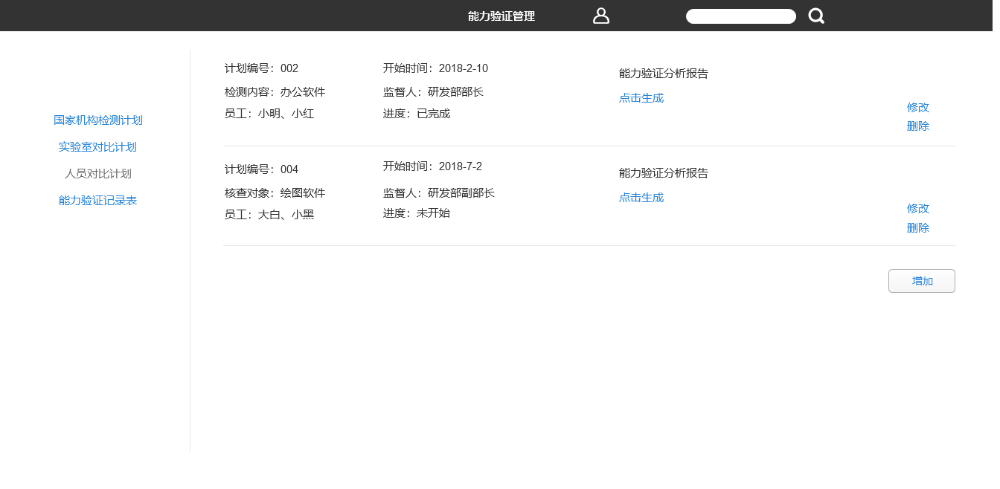 能力验证管理
国家机构检测计划
实验室对比计划
人员对比计划
能力验证记录表
计划编号：002
开始时间：2018-2-10
能力验证分析报告
检测内容：办公软件
监督人：研发部部长
点击生成
员工：小明、小红
进度：已完成
修改
删除
计划编号：004
开始时间：2018-7-2
能力验证分析报告
核查对象：绘图软件
监督人：研发部副部长
点击生成
员工：大白、小黑
进度：未开始
修改
删除
增加